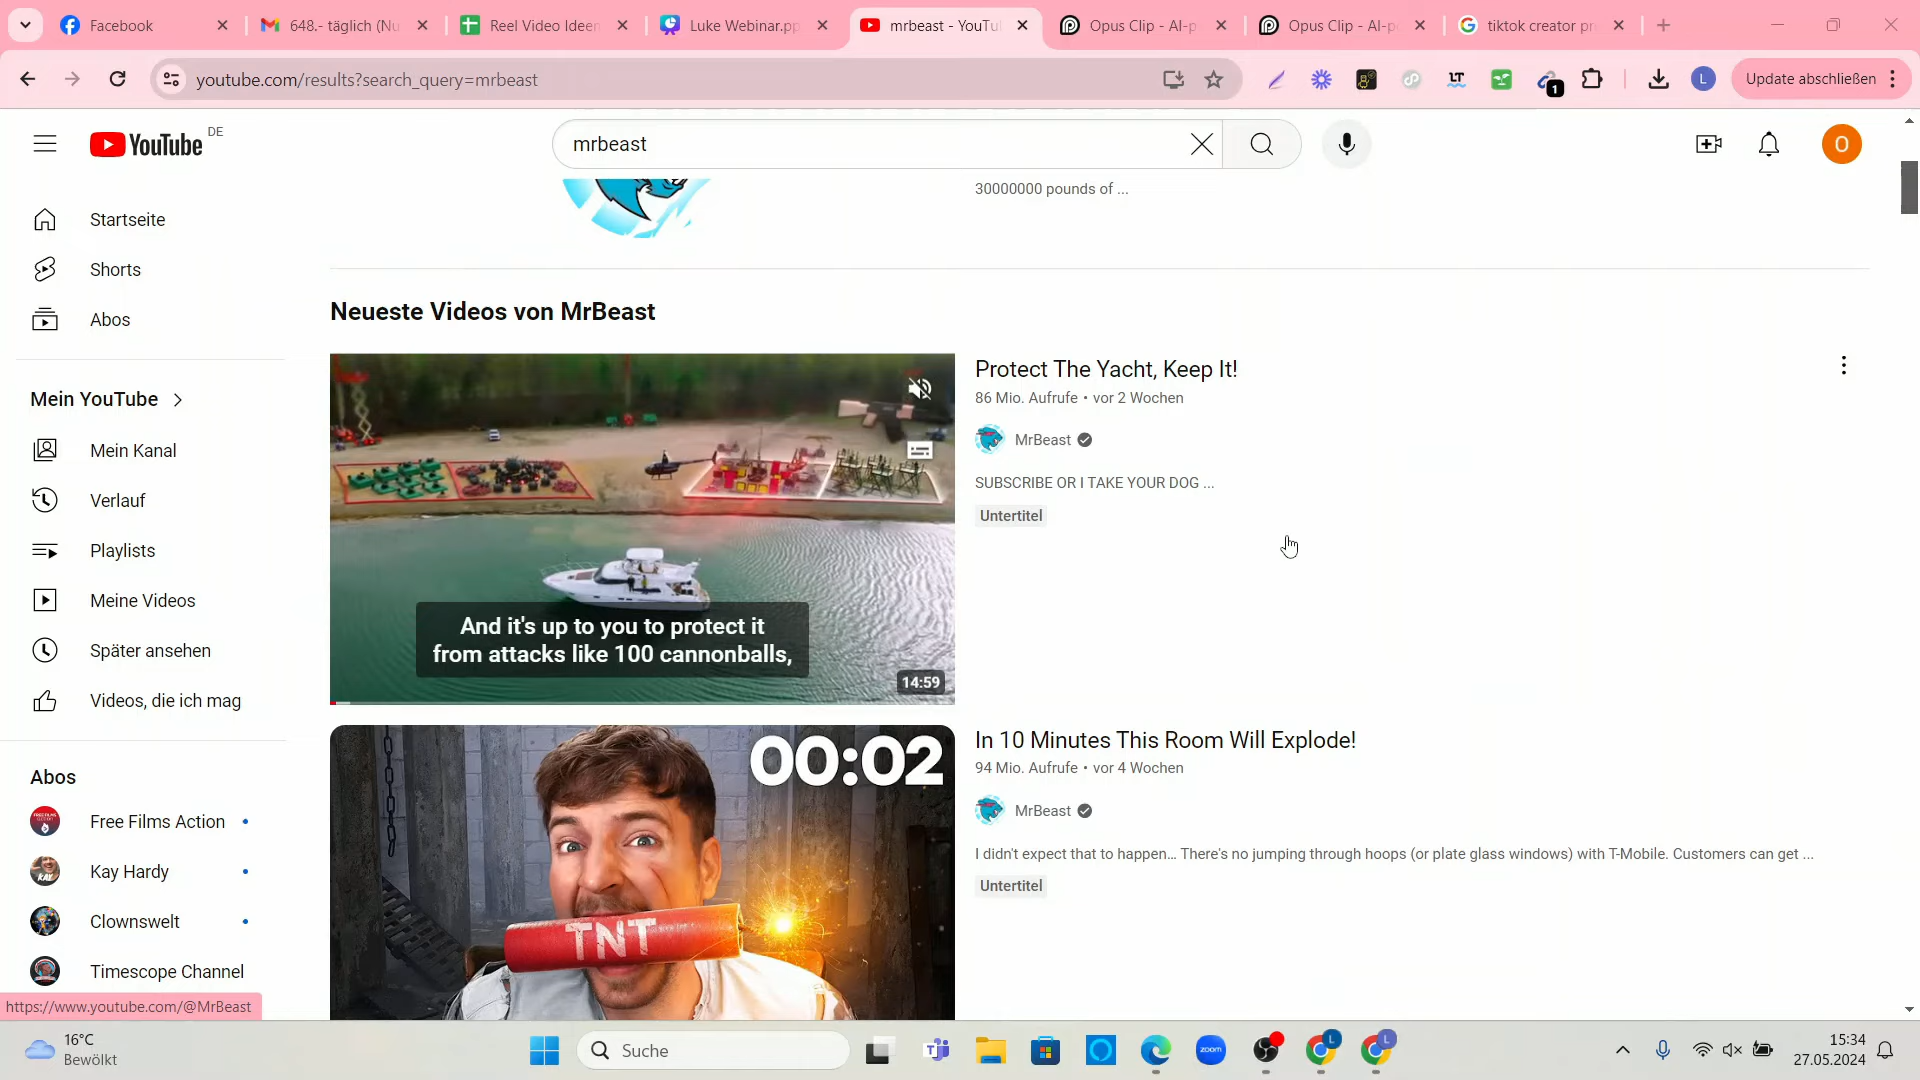 Facebook
648.- täglich (Nu
Reel Video Ideen
Luke Webinar.pp
mrbeast - YouTu
Opus Clip - AI-p
Opus Clip - AI-p
tiktok creator pr
youtube.com/results?search_query=mrbeast
1
L
Update abschließen
YouTube DE
mrbeast
O
30000000 pounds of ...
Startseite
Shorts
Abos
Mein YouTube
Mein Kanal
Verlauf
Playlists
Meine Videos
Später ansehen
Videos, die ich mag
Abos
Free Films Action
Kay Hardy
Clownswelt
Timescope Channel
https://www.youtube.com/@MrBeast
Neueste Videos von MrBeast
And it's up to you to protect it
from attacks like 100 cannonballs,
14:59
Protect The Yacht, Keep It!
86 Mio. Aufrufe • vor 2 Wochen
MrBeast
SUBSCRIBE OR I TAKE YOUR DOG ...
Untertitel
00:02
TNT
In 10 Minutes This Room Will Explode!
94 Mio. Aufrufe • vor 4 Wochen
MrBeast
I didn't expect that to happen… There's no jumping through hoops (or plate glass windows) with T-Mobile. Customers can get ...
Untertitel
16°C
Bewölkt
Suche
zoom
L
L
15:34
27.05.2024